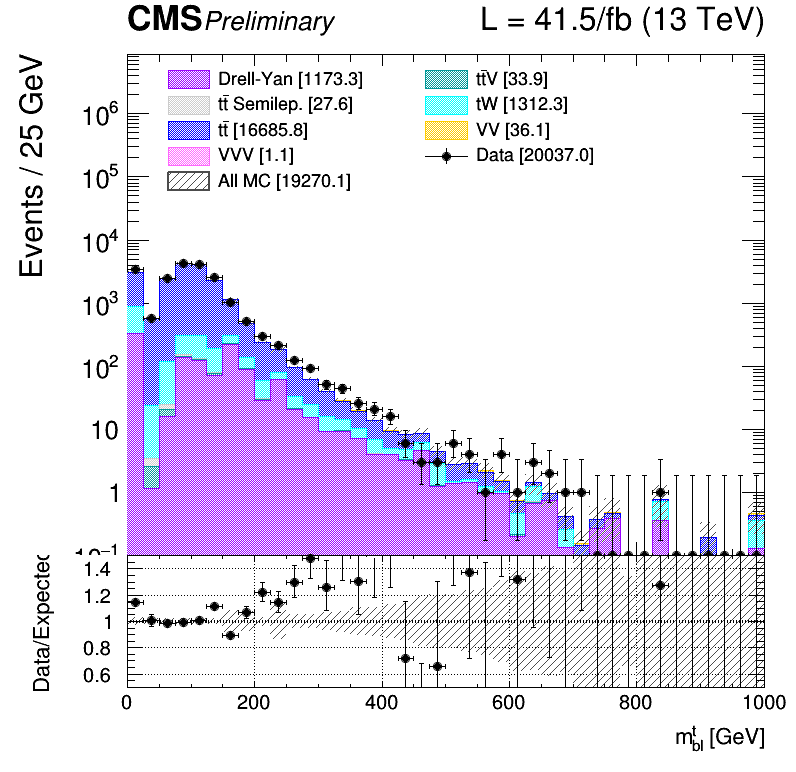 CMS Preliminary L = 41.5/fb (13 TeV)
Events / 25 GeV
Drell-Yan [1173.3]
tt̄ Semilep. [27.6]
tt̄ [16685.8]
VVV [1.1]
All MC [19270.1]
tt̄V [33.9]
tW [1312.3]
VV [36.1]
Data [20037.0]
10⁶
10⁵
10⁴
10³
10²
10
1
10⁻¹
Data/Expected
1.4
1.2
1
0.8
0.6
0 200 400 600 800 1000
m^t_bl [GeV]